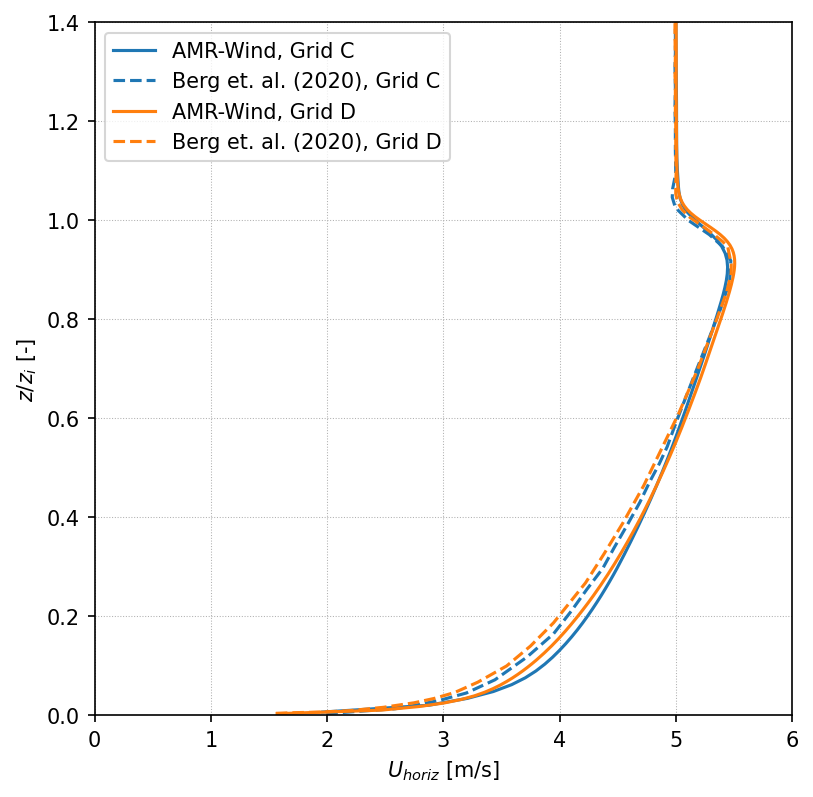 AMR-Wind, Grid C
Berg et. al. (2020), Grid C
AMR-Wind, Grid D
Berg et. al. (2020), Grid D
1.4
1.2
1.0
0.8
0.6
0.4
0.2
0.0
z/z_i [-]
0 1 2 3 4 5 6
U_horiz [m/s]